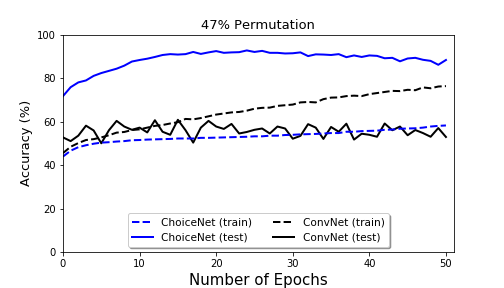 47% Permutation
Accuracy (%)
100
80
60
40
20
0
ChoiceNet (train)
ChoiceNet (test)
ConvNet (train)
ConvNet (test)
0 10 20 30 40 50
Number of Epochs